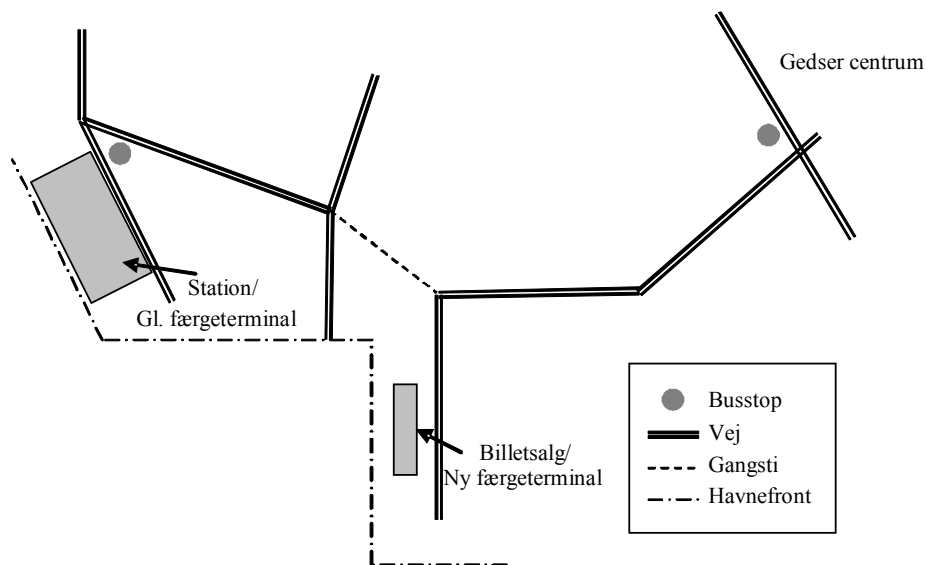 Gedser centrum
Station/
Gl. færgeterminal
Billetsalg/
Ny færgeterminal
Busstop
Vej
Gangsti
Havnefront